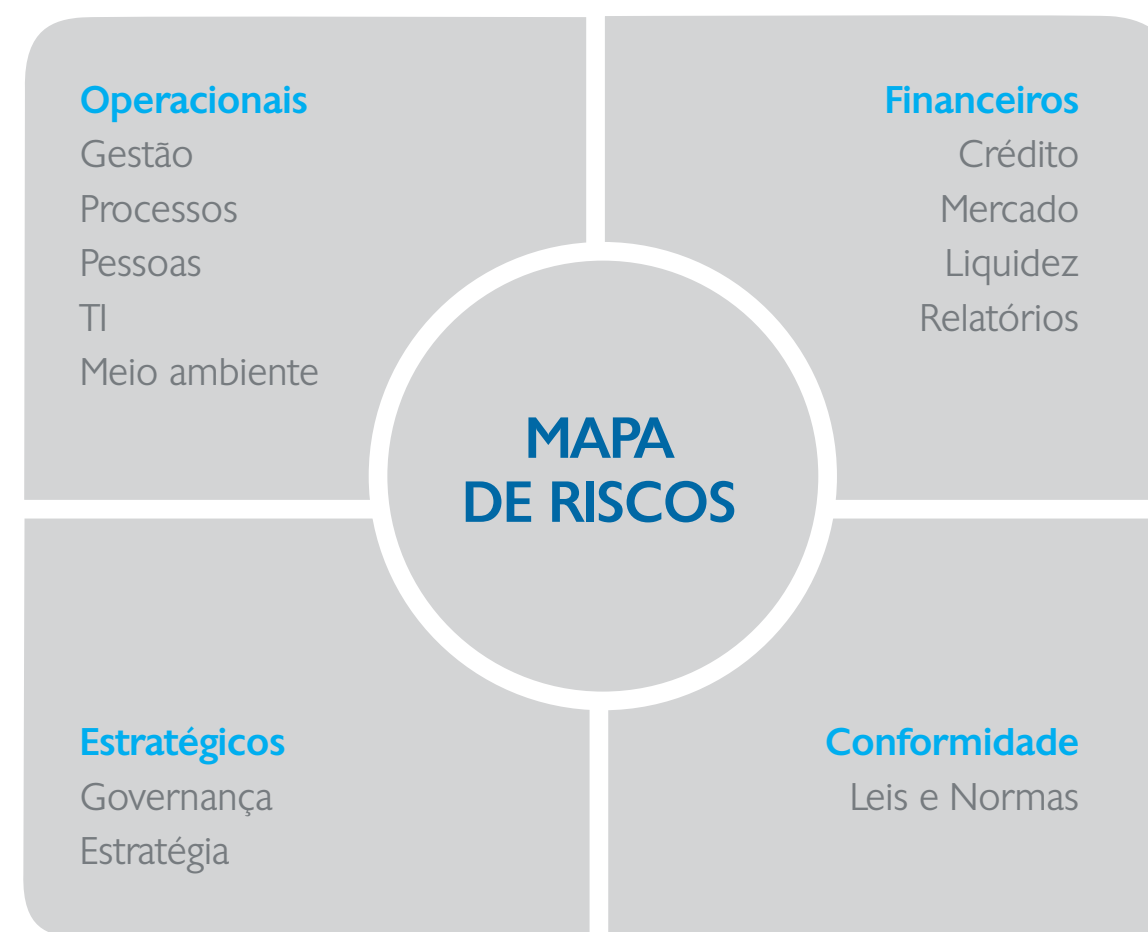 Operacionais
Gestão
Processos
Pessoas
TI
Meio ambiente
Financeiros
Crédito
Mercado
Liquidez
Relatórios
MAPA
DE RISCOS
Estratégicos
Governança
Estratégia
Conformidade
Leis e Normas